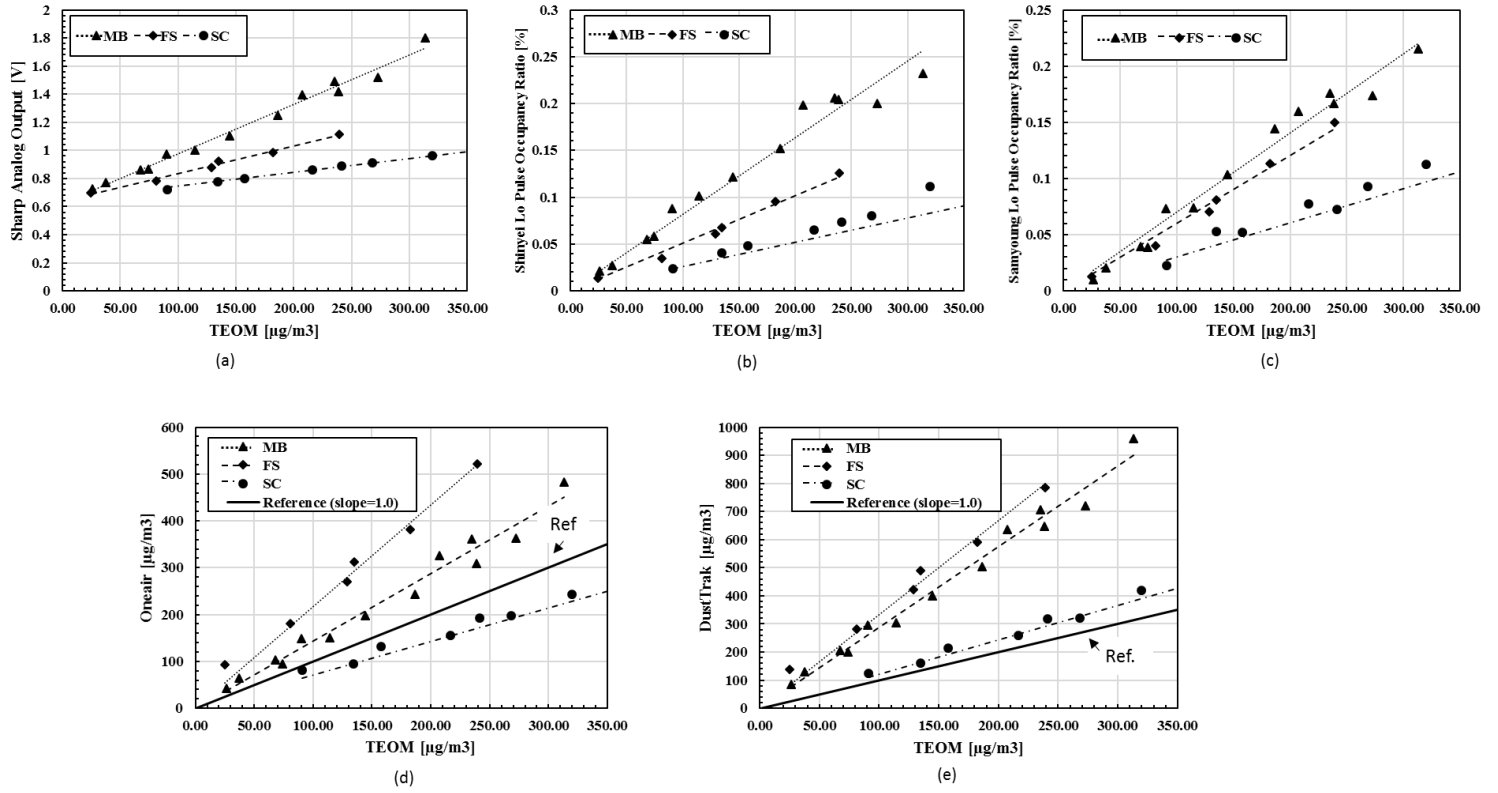 MB FS SC
1.8
1.6
1.4
1.2
1
0.8
0.6
0.4
0.2
0
Sharp Analog Output [V]
0.00 50.00 100.00 150.00 200.00 250.00 300.00 350.00
TEOM [µg/m3]
(a)
MB FS SC
0.3
0.25
0.2
0.15
0.1
0.05
0
Shinyei Lo Pulse Occupancy Ratio [%]
0.00 50.00 100.00 150.00 200.00 250.00 300.00 350.00
TEOM [µg/m3]
(b)
MB FS SC
0.25
0.2
0.15
0.1
0.05
0
Samyoung Lo Pulse Occupancy Ratio [%]
0.00 50.00 100.00 150.00 200.00 250.00 300.00 350.00
TEOM [µg/m3]
(c)
MB
FS
SC
Reference (slope=1.0)
Ref
600
500
400
300
200
100
0
Oneair [µg/m3]
0.00 50.00 100.00 150.00 200.00 250.00 300.00 350.00
TEOM [µg/m3]
(d)
MB
FS
SC
Reference (slope=1.0)
Ref.
1000
900
800
700
600
500
400
300
200
100
0
DustTrak [µg/m3]
0.00 50.00 100.00 150.00 200.00 250.00 300.00 350.00
TEOM [µg/m3]
(e)